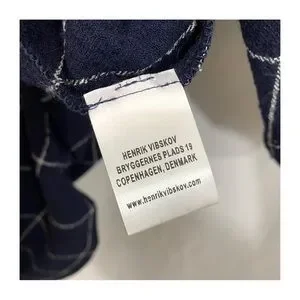 HENRIK VIBSKOV
BRYGGERNES PLADS 19
COPENHAGEN, DENMARK
www.henrikvibskov.com